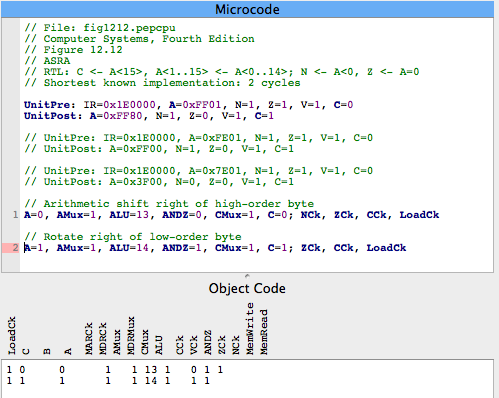 Microcode
// File: fig1212.pepcpu
// Computer Systems, Fourth Edition
// Figure 12.12
// ASRA
// RTL: C <- A<15>, A<1..15> <- A<0..14>; N <- A<0, Z <- A=0
// Shortest known implementation: 2 cycles
UnitPre: IR=0x1E0000, A=0xFF01, N=1, Z=1, V=1, C=0
UnitPost: A=0xFF80, N=1, Z=0, V=1, C=1
// UnitPre: IR=0x1E0000, A=0xFE01, N=1, Z=1, V=1, C=0
// UnitPost: A=0xFF00, N=1, Z=0, V=1, C=1
// UnitPre: IR=0x1E0000, A=0x7E01, N=1, Z=1, V=1, C=0
// UnitPost: A=0x3F00, N=0, Z=0, V=1, C=1
// Arithmetic shift right of high-order byte
1 A=0, AMux=1, ALU=13, ANDZ=0, CMux=1, C=0; NCk, ZCk, CCk, LoadCk
// Rotate right of low-order byte
2 A=1, AMux=1, ALU=14, ANDZ=1, CMux=1, C=1; ZCk, CCk, LoadCk
Object Code
LoadCk C B A MARCk MDRCk AMux MDRMux CMux ALU CCk VCk ANDZ ZCk NCk MemWrite MemRead
1 0 0 1 1 13 1 0 1 1
1 1 1 1 1 14 1 1 1